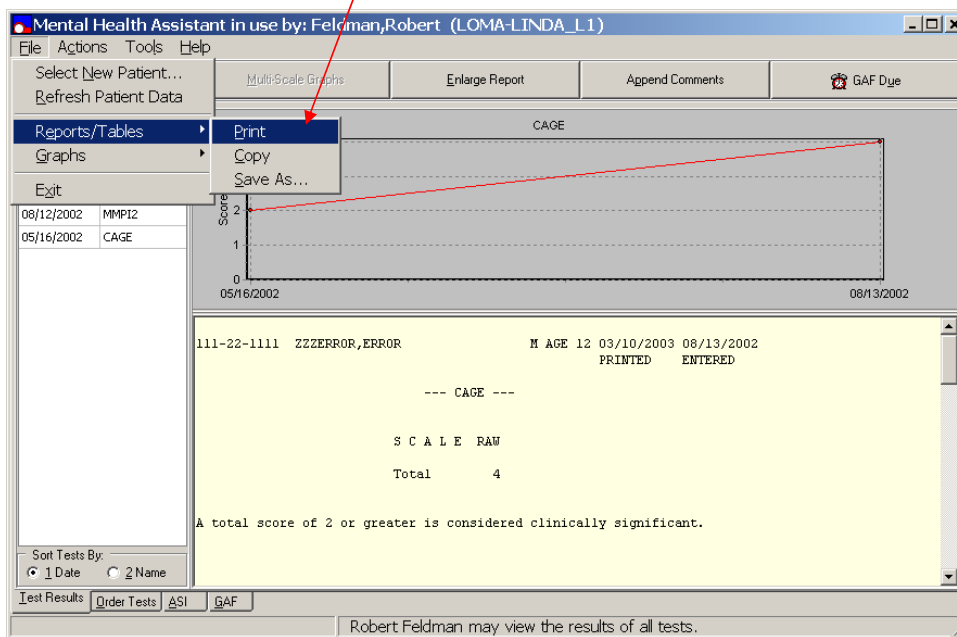 Mental Health Assistant in use by: Feldman,Robert (LOMA-LINDA_L1)
File Actions Tools Help
Select New Patient...
Refresh Patient Data
Reports/Tables
Graphs
Exit
Print
Copy
Save As...
Multi-Scale Graphs Enlarge Report Append Comments GAF Due
CAGE
Score
2
1
0
05/16/2002 08/13/2002
08/12/2002 MMPI2
05/16/2002 CAGE
111-22-1111 ZZZERROR,ERROR M AGE 12 03/10/2003 08/13/2002
PRINTED ENTERED
--- CAGE ---
S C A L E RAW
Total 4
A total score of 2 or greater is considered clinically significant.
Sort Tests By:
1 Date 2 Name
Test Results Order Tests ASI GAF
Robert Feldman may view the results of all tests.